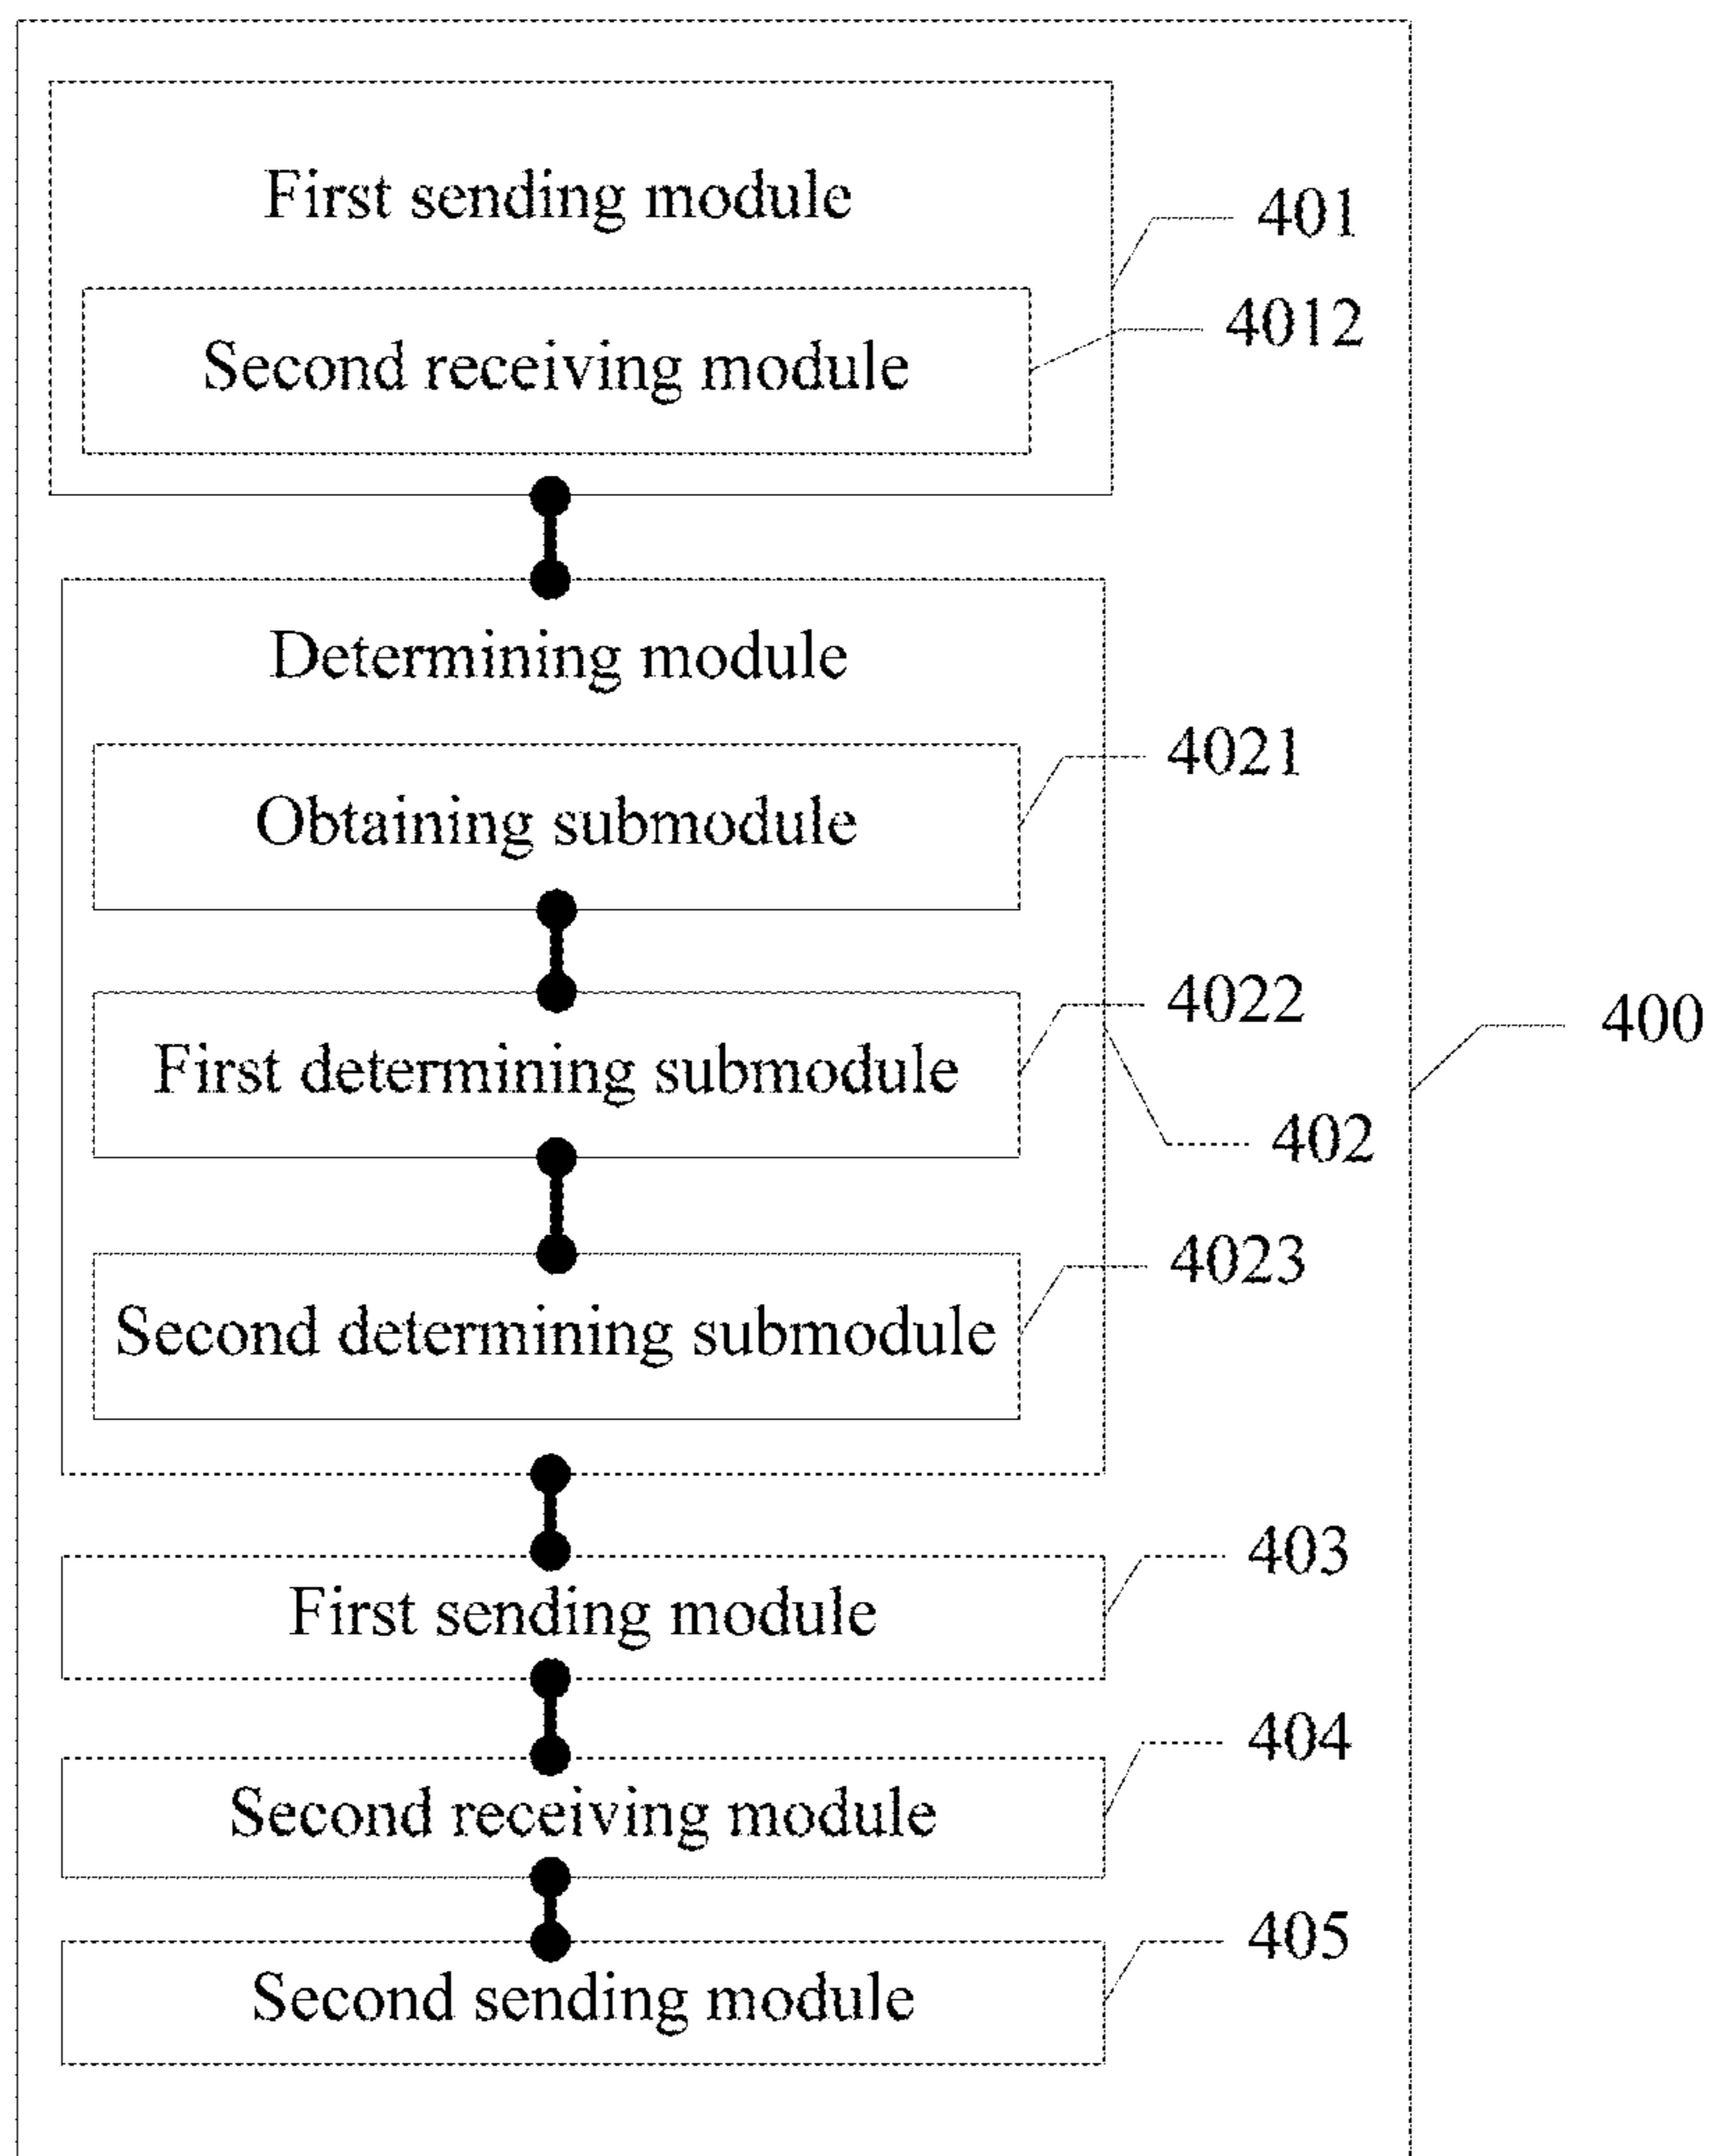 First sending module
401
4012
Second receiving module
Determining module
4021
Obtaining submodule
4022
400
First determining submodule
402
4023
Second determining submodule
403
First sending module
404
Second receiving module
405
Second sending module